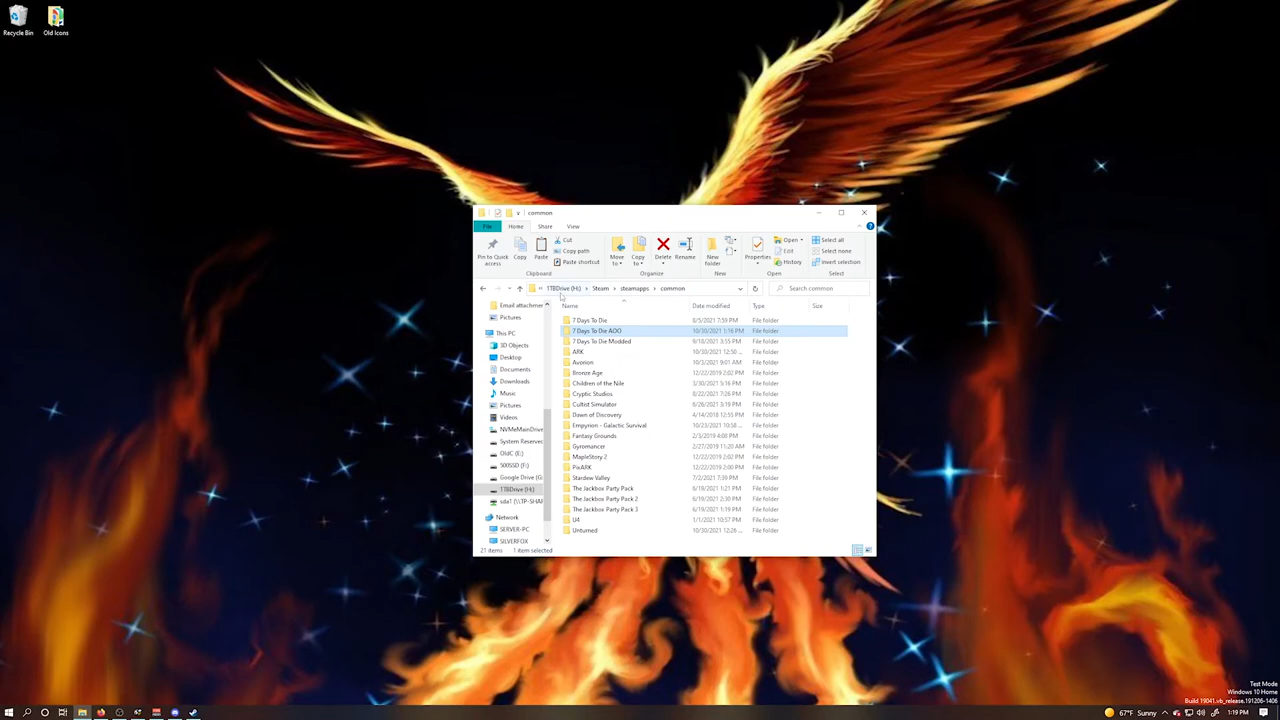 Recycle Bin
Old Icons
common
File
Home
Share
View
Pin to Quick access
Copy
Paste
Cut
Copy path
Paste shortcut
Clipboard
Move to
Copy to
Delete
Rename
Organize
New folder
New
Properties
Open
Edit
History
Open
Select all
Select none
Invert selection
Select
« 1TBDrive (H:) › Steam › steamapps › common
Search common
Name Date modified Type Size
Email attachmen
Pictures
This PC
3D Objects
Desktop
Documents
Downloads
Music
Pictures
Videos
NVMeMainDrive
System Reserved
OldC (E:)
500SSD (F:)
Google Drive (G:
1TBDrive (H:)
sda1 (\\TP-SHAR
Network
SERVER-PC
SILVERFOX
7 Days To Die 8/5/2021 7:59 PM File folder
7 Days To Die AOO 10/30/2021 1:16 PM File folder
7 Days To Die Modded 9/18/2021 3:55 PM File folder
ARK 10/30/2021 12:50 ... File folder
Avorion 10/3/2021 9:01 AM File folder
Bronze Age 12/22/2019 2:02 PM File folder
Children of the Nile 3/30/2021 5:16 PM File folder
Cryptic Studios 8/22/2021 7:26 PM File folder
Cultist Simulator 6/26/2021 3:19 PM File folder
Dawn of Discovery 4/14/2018 12:55 PM File folder
Empyrion - Galactic Survival 10/23/2021 10:58 ... File folder
Fantasy Grounds 2/3/2019 4:00 PM File folder
Gyromancer 2/27/2019 11:20 AM File folder
MapleStory 2 12/22/2019 2:02 PM File folder
PixARK 12/22/2019 2:00 PM File folder
Stardew Valley 7/2/2021 7:39 PM File folder
The Jackbox Party Pack 6/19/2021 1:21 PM File folder
The Jackbox Party Pack 2 6/19/2021 2:30 PM File folder
The Jackbox Party Pack 3 6/19/2021 1:19 PM File folder
U4 1/1/2021 10:57 PM File folder
Unturned 10/20/2021 12:26 ... File folder
21 items 1 item selected
Test Mode
Windows 10 Home
Build 19041.vb_release.191206-1406
67°F Sunny
1:19 PM